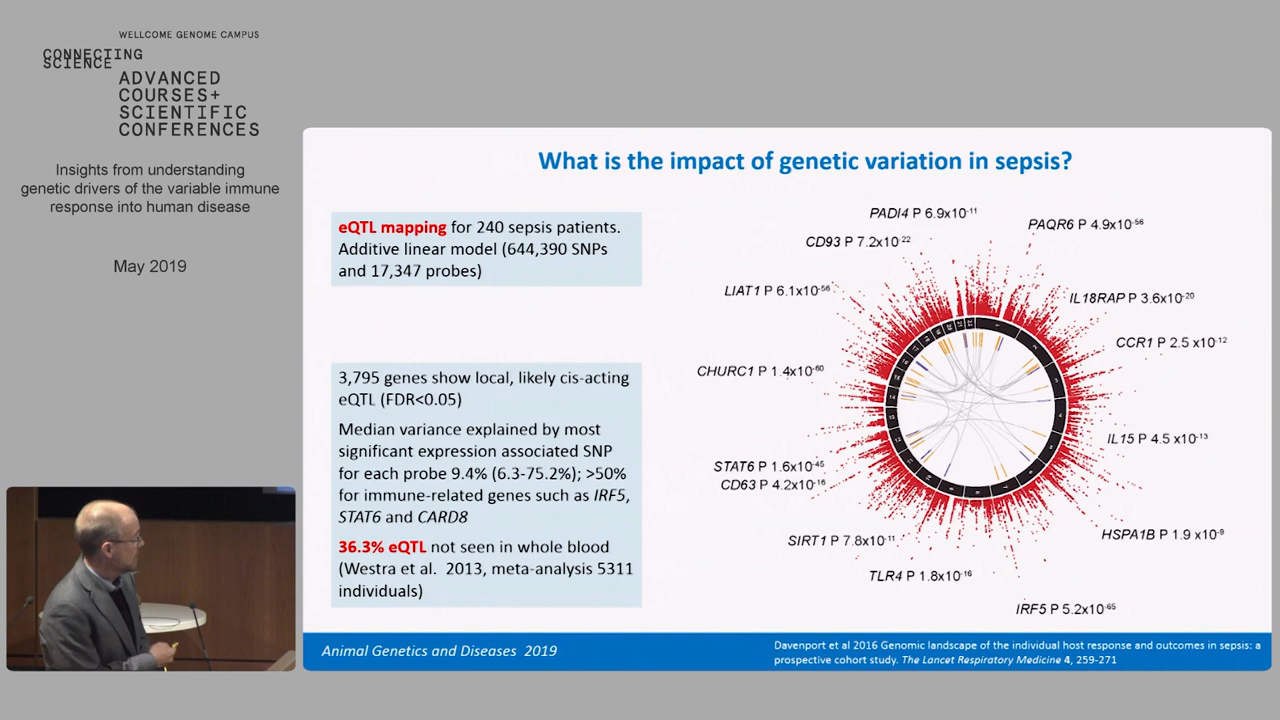 WELLCOME GENOME CAMPUS
CONNECTING
SCIENCE
ADVANCED
COURSES+
SCIENTIFIC
CONFERENCES
Insights from understanding
genetic drivers of the variable immune
response into human disease
May 2019
What is the impact of genetic variation in sepsis?
eQTL mapping for 240 sepsis patients.
Additive linear model (644,390 SNPs
and 17,347 probes)
3,795 genes show local, likely cis-acting
eQTL (FDR<0.05)
Median variance explained by most
significant expression associated SNP
for each probe 9.4% (6.3-75.2%); >50%
for immune-related genes such as IRF5,
STAT6 and CARD8
36.3% eQTL not seen in whole blood
(Westra et al. 2013, meta-analysis 5311
individuals)
PADI4 P 6.9x10⁻¹¹
PAQR6 P 4.9x10⁻⁵⁶
CD93 P 7.2x10⁻²²
LIAT1 P 6.1x10⁻⁵⁶
IL18RAP P 3.6x10⁻²⁰
CCR1 P 2.5 x10⁻¹²
CHURC1 P 1.4x10⁻⁶⁰
IL15 P 4.5 x10⁻¹³
STAT6 P 1.6x10⁻⁴⁵
CD63 P 4.2x10⁻¹⁶
HSPA1B P 1.9 x10⁻⁹
SIRT1 P 7.8x10⁻¹¹
TLR4 P 1.8x10⁻¹⁶
IRF5 P 5.2x10⁻⁶⁵
Animal Genetics and Diseases 2019
Davenport et al 2016 Genomic landscape of the individual host response and outcomes in sepsis: a
prospective cohort study. The Lancet Respiratory Medicine 4, 259-271